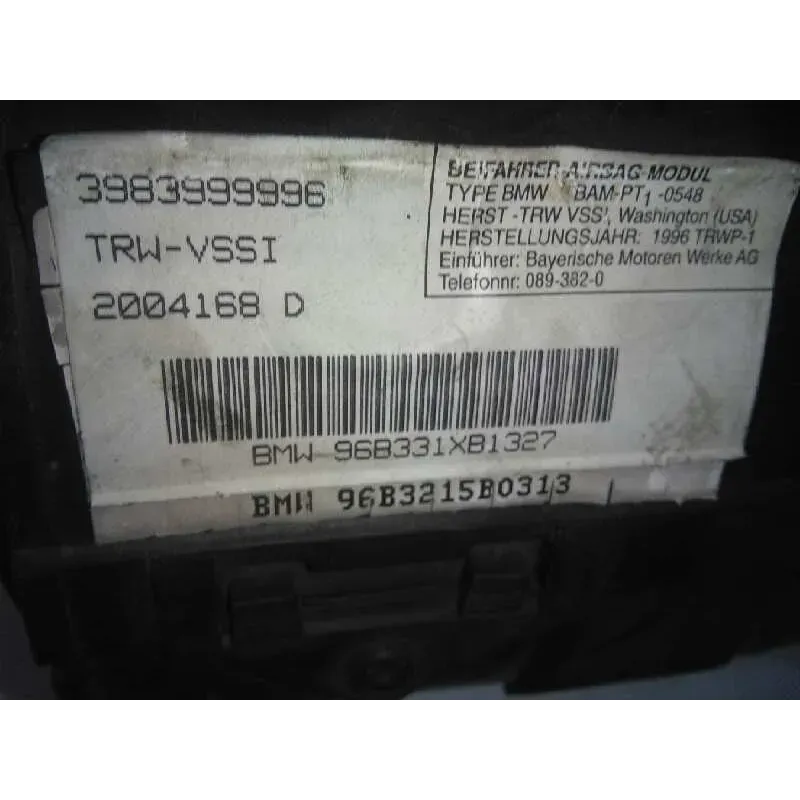 3983999996
TRW-VSSI
2004168 D
BEIFAHRER-AIRBAG-MODUL
TYPE BMW BAM-PT1 -0548
HERST -TRW VSS', Washington (USA)
HERSTELLUNGSJAHR: 1996 TRWP-1
Einführer: Bayerische Motoren Werke AG
Telefonnr: 089-382-0
BMW 96B331XB1327
BMW 96B3215B0313